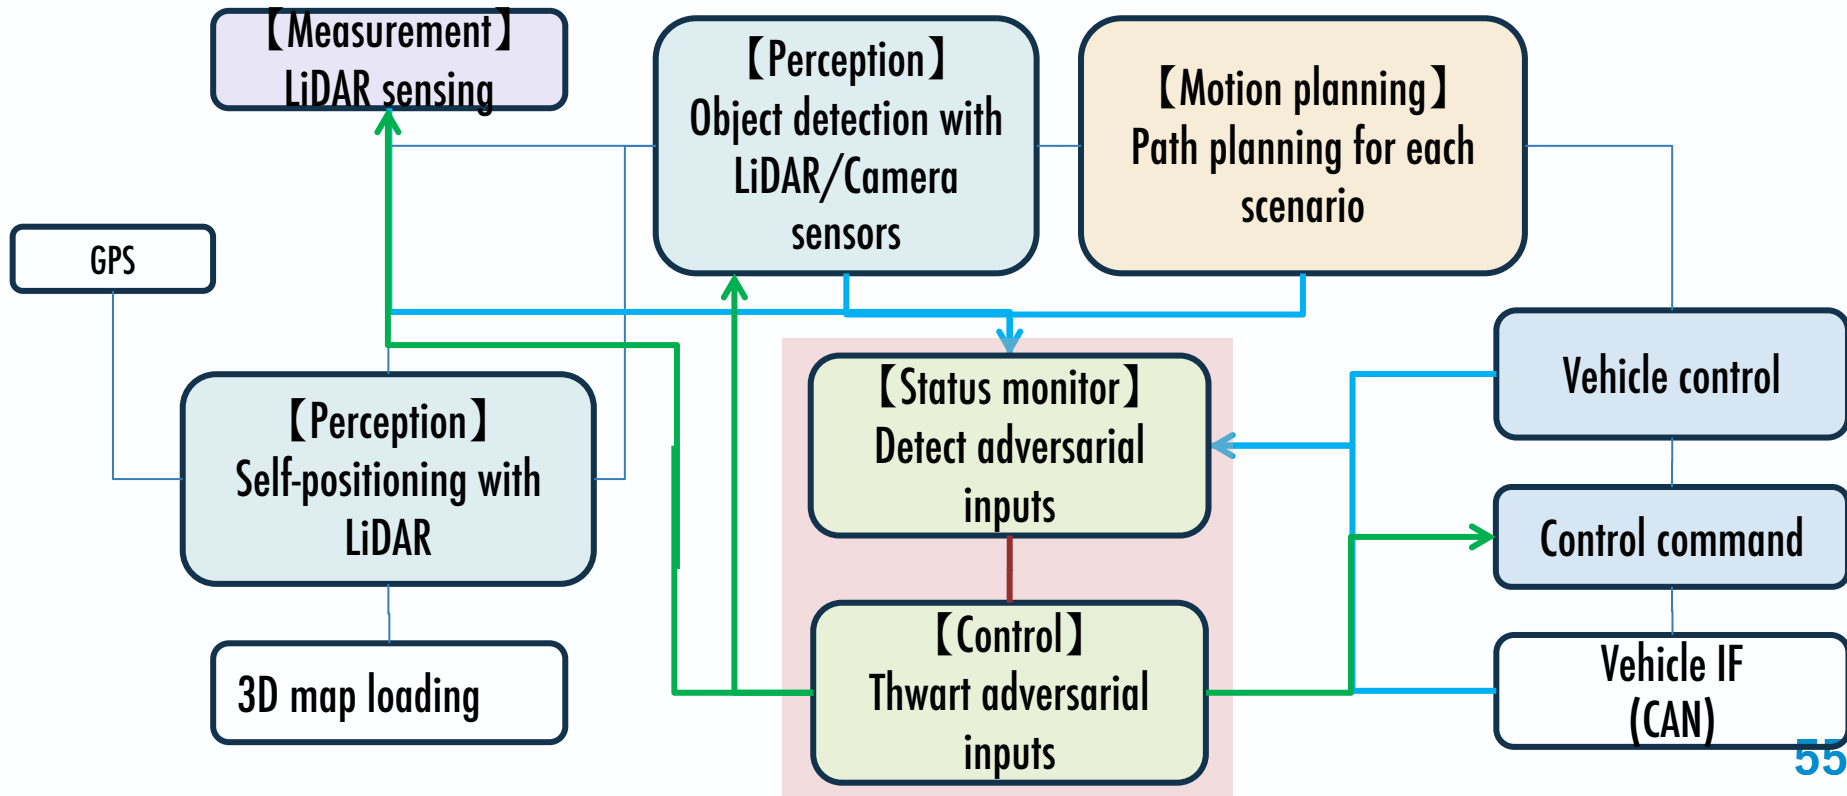 【Measurement】
LiDAR sensing
【Perception】
Object detection with
LiDAR/Camera
sensors
【Motion planning】
Path planning for each
scenario
GPS
【Perception】
Self-positioning with
LiDAR
3D map loading
【Status monitor】
Detect adversarial
inputs
【Control】
Thwart adversarial
inputs
Vehicle control
Control command
Vehicle IF
(CAN)
55